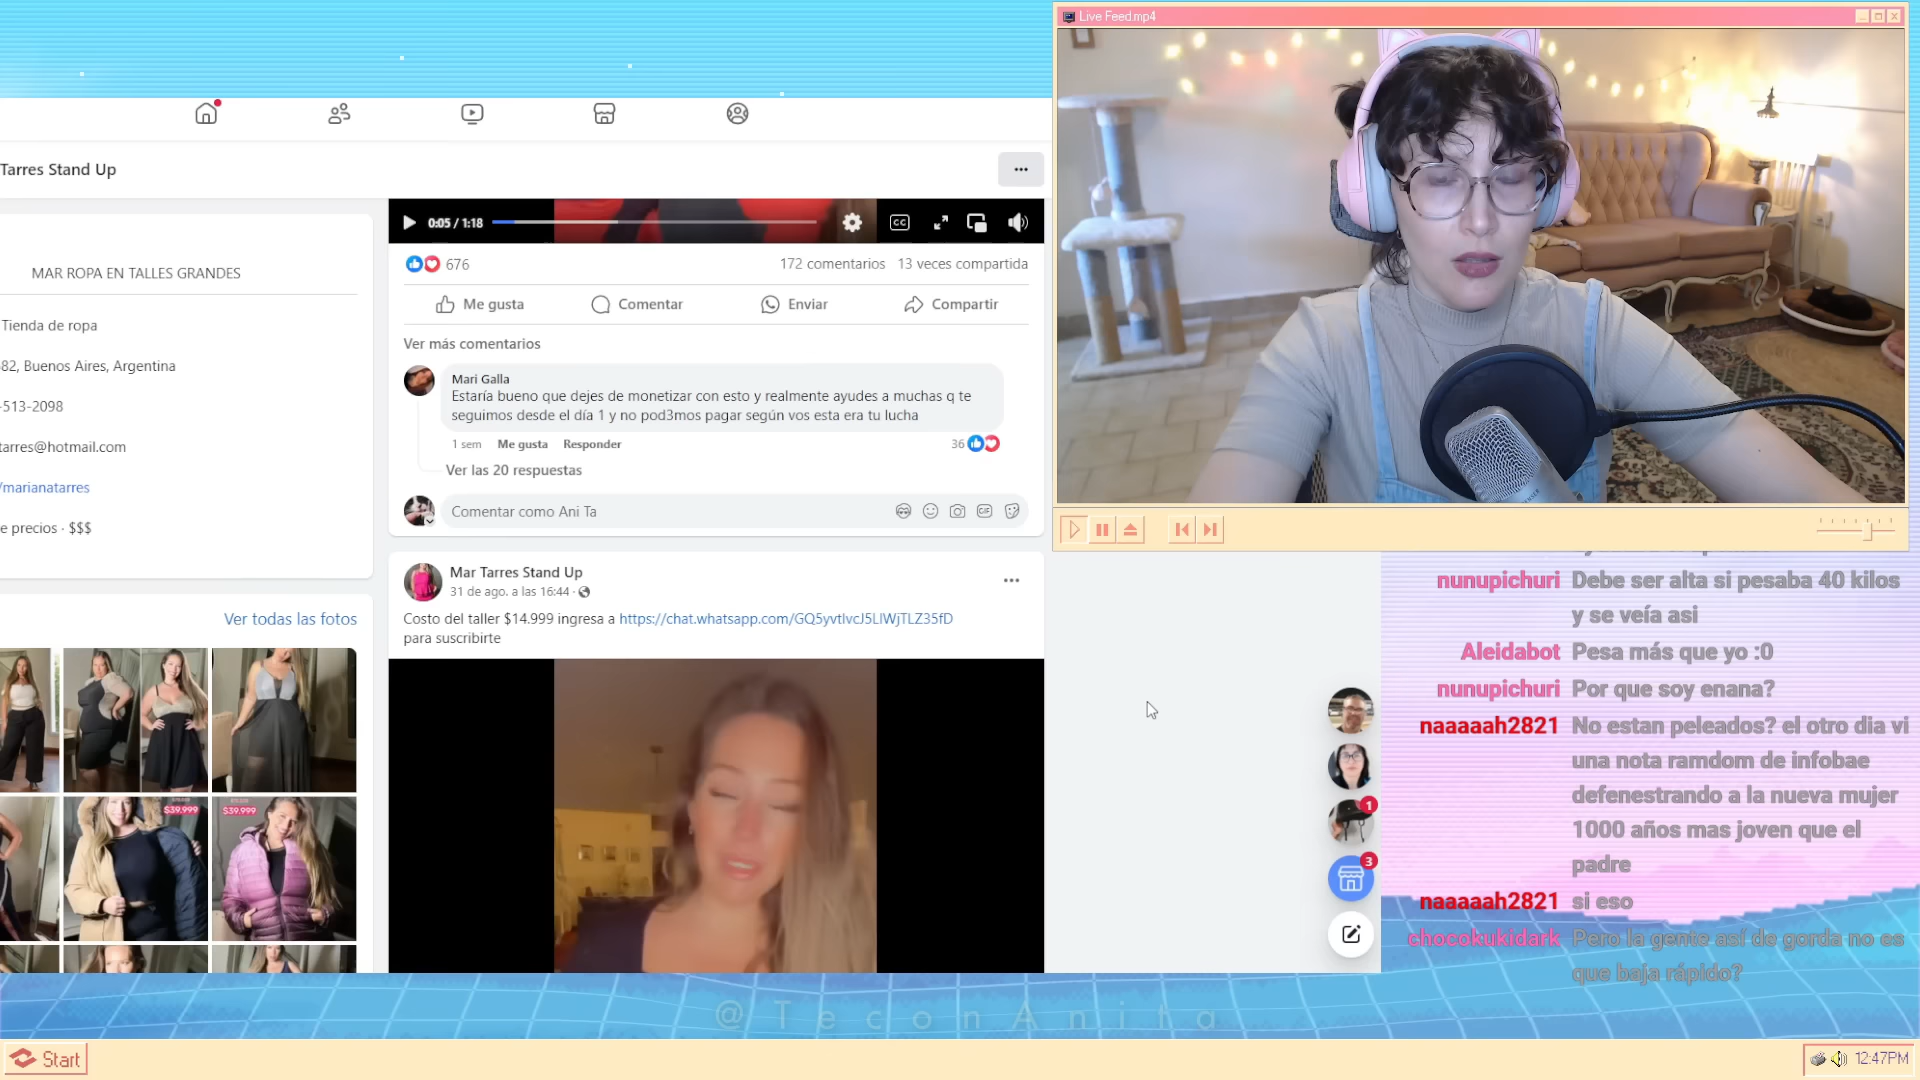 Live Feed.mp4
Tarres Stand Up
...
MAR ROPA EN TALLES GRANDES
Tienda de ropa
82, Buenos Aires, Argentina
-513-2098
tarres@hotmail.com
/marianatarres
e precios · $$$
Ver todas las fotos
$39.999
$39.999
0:05 / 1:18
CC
676
172 comentarios
13 veces compartida
Me gusta
Comentar
Enviar
Compartir
Ver más comentarios
Mari Galla
Estaría bueno que dejes de monetizar con esto y realmente ayudes a muchas q te
seguimos desde el día 1 y no pod3mos pagar según vos esta era tu lucha
1 sem Me gusta Responder
36
Ver las 20 respuestas
Comentar como Ani Ta
GIF
Mar Tarres Stand Up
31 de ago. a las 16:44 ·
Costo del taller $14.999 ingresa a https://chat.whatsapp.com/GQ5yvtlvcJ5LIWjTLZ35fD
para suscribirte
1
3
nunupichuri Debe ser alta si pesaba 40 kilos
y se veía asi
Aleidabot Pesa más que yo :0
nunupichuri Por que soy enana?
naaaaah2821 No estan peleados? el otro dia vi
una nota ramdom de infobae
defenestrando a la nueva mujer
1000 años mas joven que el
padre
naaaaah2821 si eso
chocokukidark Pero la gente así de gorda no es
que baja rápido?
@TeconAnita
Start
12:47PM